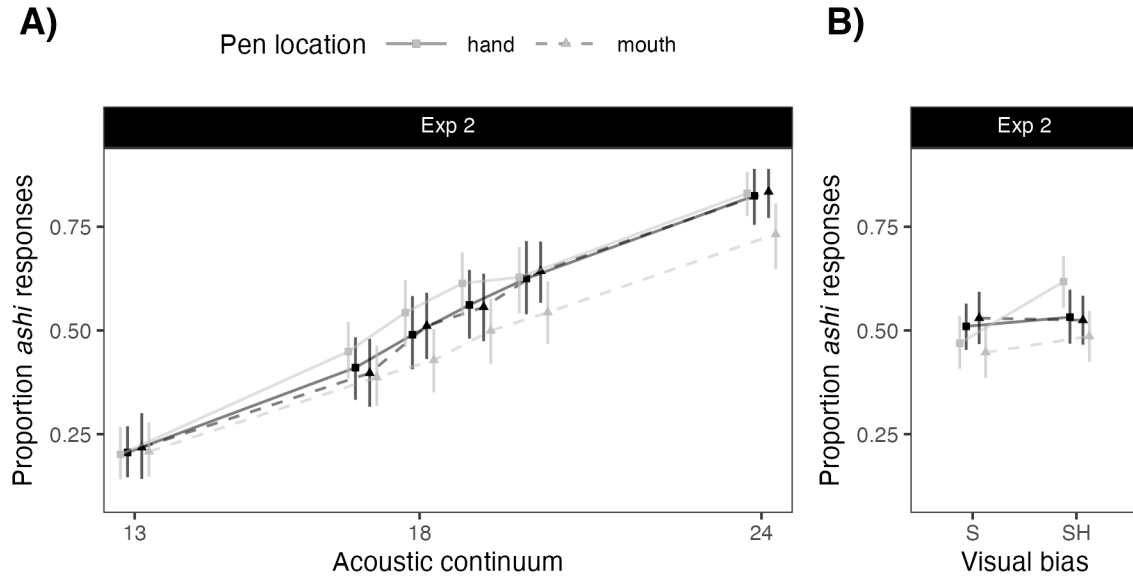 A)
Pen location hand mouth
Exp 2
Proportion ashi responses
0.75
0.50
0.25
13 18 24
Acoustic continuum
B)
Exp 2
Proportion ashi responses
0.75
0.50
0.25
S SH
Visual bias